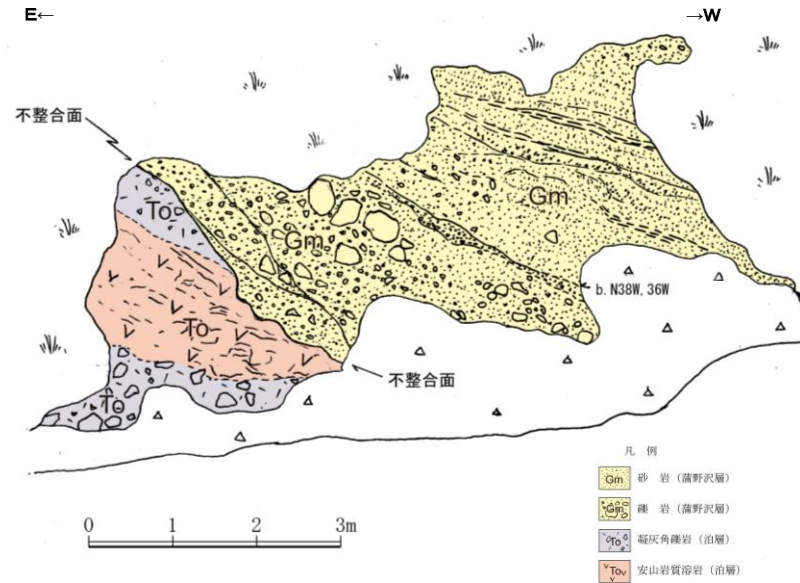 E←
→W
不整合面
To
Gm
Gm
To
b. N38W, 36W
不整合面
To
凡 例
Gm 砂 岩 (蒲野沢層)
Gm 礫 岩 (蒲野沢層)
To 凝灰角礫岩 (泊層)
To 安山岩質溶岩 (泊層)
0 1 2 3m